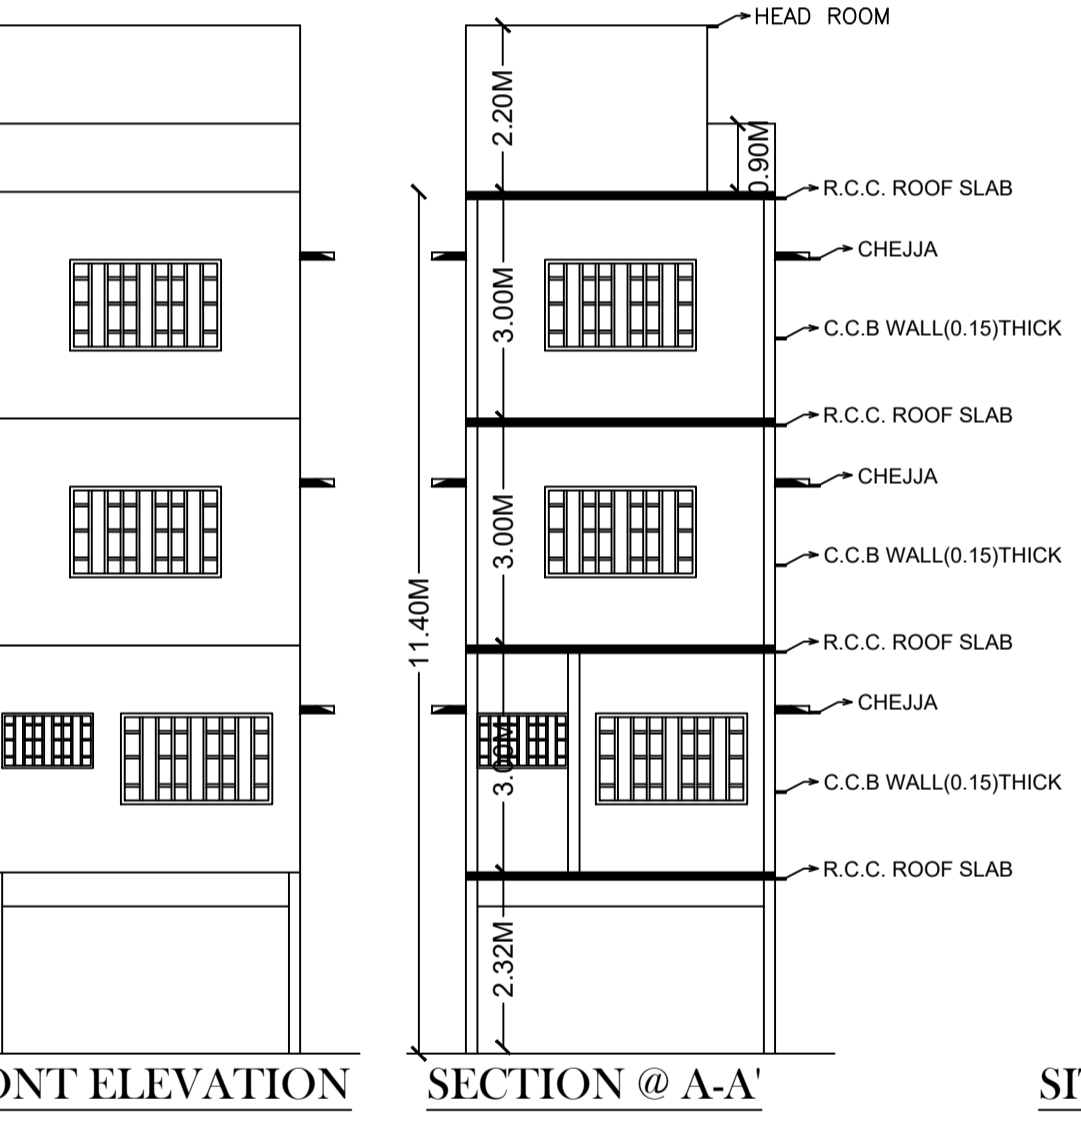 HEAD ROOM
2.20M
0.90M
R.C.C. ROOF SLAB
CHEJJA
3.00M
C.C.B WALL(0.15)THICK
R.C.C. ROOF SLAB
CHEJJA
3.00M
C.C.B WALL(0.15)THICK
11.40M
R.C.C. ROOF SLAB
CHEJJA
3.00M
C.C.B WALL(0.15)THICK
R.C.C. ROOF SLAB
2.32M
ONT ELEVATION
SECTION @ A-A'